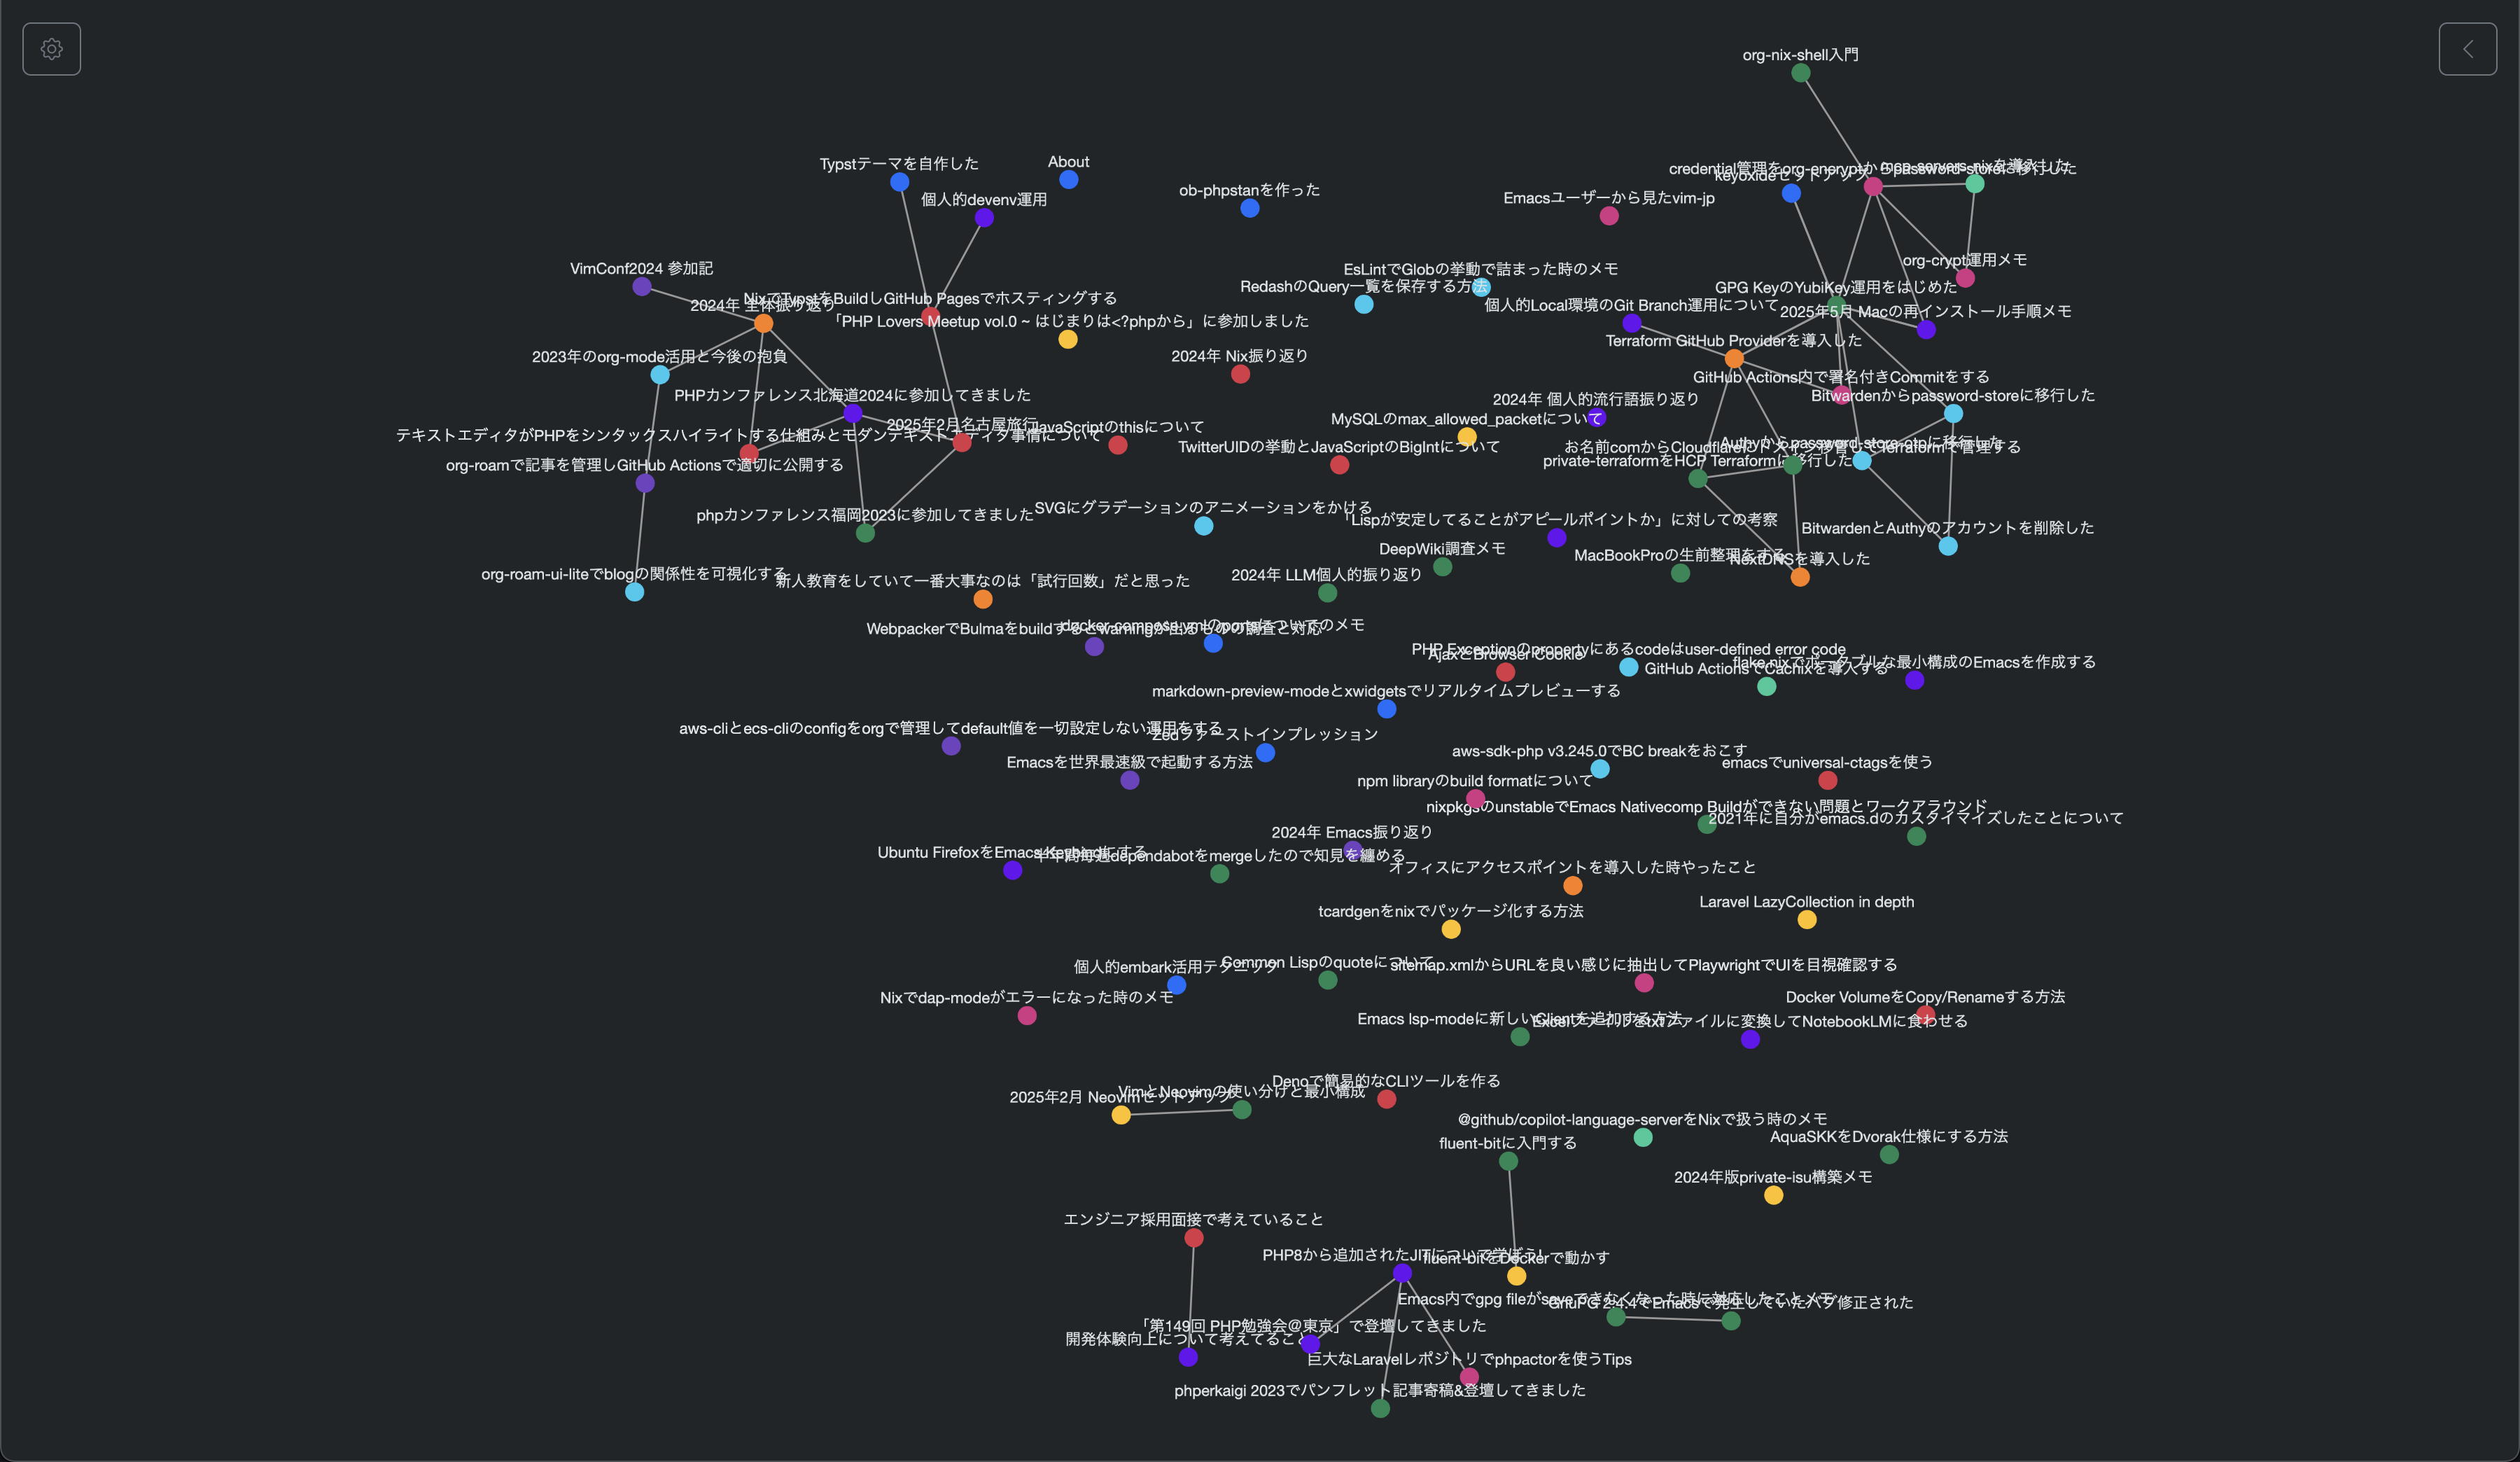 org-nix-shell入門
Typstテーマを自作した
About
credential管理をorg-encryptからpassword-storeに移行した
mcp-servers-nixを導入した
keyoxideセットアップ
ob-phpstanを作った
個人的devenv運用
Emacsユーザーから見たvim-jp
VimConf2024 参加記
EsLintでGlobの挙動で詰まった時のメモ
org-crypt運用メモ
RedashのQuery一覧を保存する方法
GPG KeyのYubiKey運用をはじめた
NixでTypstをBuildしGitHub Pagesでホスティングする
2024年 全体振り返り
個人的Local環境のGit Branch運用について
2025年5月 Macの再インストール手順メモ
「PHP Lovers Meetup vol.0 ~ はじまりは<?phpから」に参加しました
Terraform GitHub Providerを導入した
2023年のorg-mode活用と今後の抱負
2024年 Nix振り返り
GitHub Actions内で署名付きCommitをする
PHPカンファレンス北海道2024に参加してきました
Bitwardenからpassword-storeに移行した
2024年 個人的流行語振り返り
MySQLのmax_allowed_packetについて
2025年2月名古屋旅行
JavaScriptのthisについて
テキストエディタがPHPをシンタックスハイライトする仕組みとモダンテキストエディタ事情について
TwitterUIDの挙動とJavaScriptのBigIntについて
Authyからpassword-store-otpに移行した
private-terraformをHCP Terraformに移行した
org-roamで記事を管理しGitHub Actionsで適切に公開する
SVGにグラデーションのアニメーションをかける
phpカンファレンス福岡2023に参加してきました
「Lispが安定してることがアピールポイントか」に対しての考察
BitwardenとAuthyのアカウントを削除した
DeepWiki調査メモ
MacBookProの生前整理をする
NextDNSを導入した
org-roam-ui-liteでblogの関係性を可視化する
2024年 LLM個人的振り返り
新人教育をしていて一番大事なのは「試行回数」だと思った
docker-compose.ymlのportsについてのメモ
WebpackerでBulmaをbuildするとwarningが出るものの調査と対応
PHP Exceptionのpropertyにあるcodeはuser-defined error code
AjaxとBrowser Cookie
flake.nixでポータブルな最小構成のEmacsを作成する
GitHub ActionsでCachixを導入する
markdown-preview-modeとxwidgetsでリアルタイムプレビューする
aws-cliとecs-cliのconfigをorgで管理してdefault値を一切設定しない運用をする
Zedファーストインプレッション
aws-sdk-php v3.245.0でBC breakをおこす
Emacsを世界最速級で起動する方法
emacsでuniversal-ctagsを使う
npm libraryのbuild formatについて
nixpkgsのunstableでEmacs Nativecomp Buildができない問題とワークアラウンド
2021年に自分がemacs.dのカスタイマイズしたことについて
2024年 Emacs振り返り
Ubuntu FirefoxをEmacs Keybindにする
オフィスにアクセスポイントを導入した時やったこと
Laravel LazyCollection in depth
tcardgenをnixでパッケージ化する方法
Common Lispのquoteについて
sitemap.xmlからURLを良い感じに抽出してPlaywrightでUIを目視確認する
個人的embark活用テクニック
Nixでdap-modeがエラーになった時のメモ
Docker VolumeをCopy/Renameする方法
Emacs lsp-modeに新しいClientを追加する方法
Excelファイルをtxtファイルに変換してNotebookLMに食わせる
Denoで簡易的なCLIツールを作る
VimとNeovimの使い分けと最小構成
2025年2月 Neovimセットアップ
@github/copilot-language-serverをNixで扱う時のメモ
AquaSKKをDvorak仕様にする方法
fluent-bitに入門する
2024年版private-isu構築メモ
エンジニア採用面接で考えていること
PHP8から追加されたJITについて学ぼう!
fluent-bitをDockerで動かす
Emacs内でgpg fileがsaveできなくなった時に対応したことメモ
GnuPG 2.4.4でEmacsで発生していたバグ修正された
「第149回 PHP勉強会@東京」で登壇してきました
開発体験向上について考えてること
巨大なLaravelレポジトリでphpactorを使うTips
phperkaigi 2023でパンフレット記事寄稿&登壇してきました